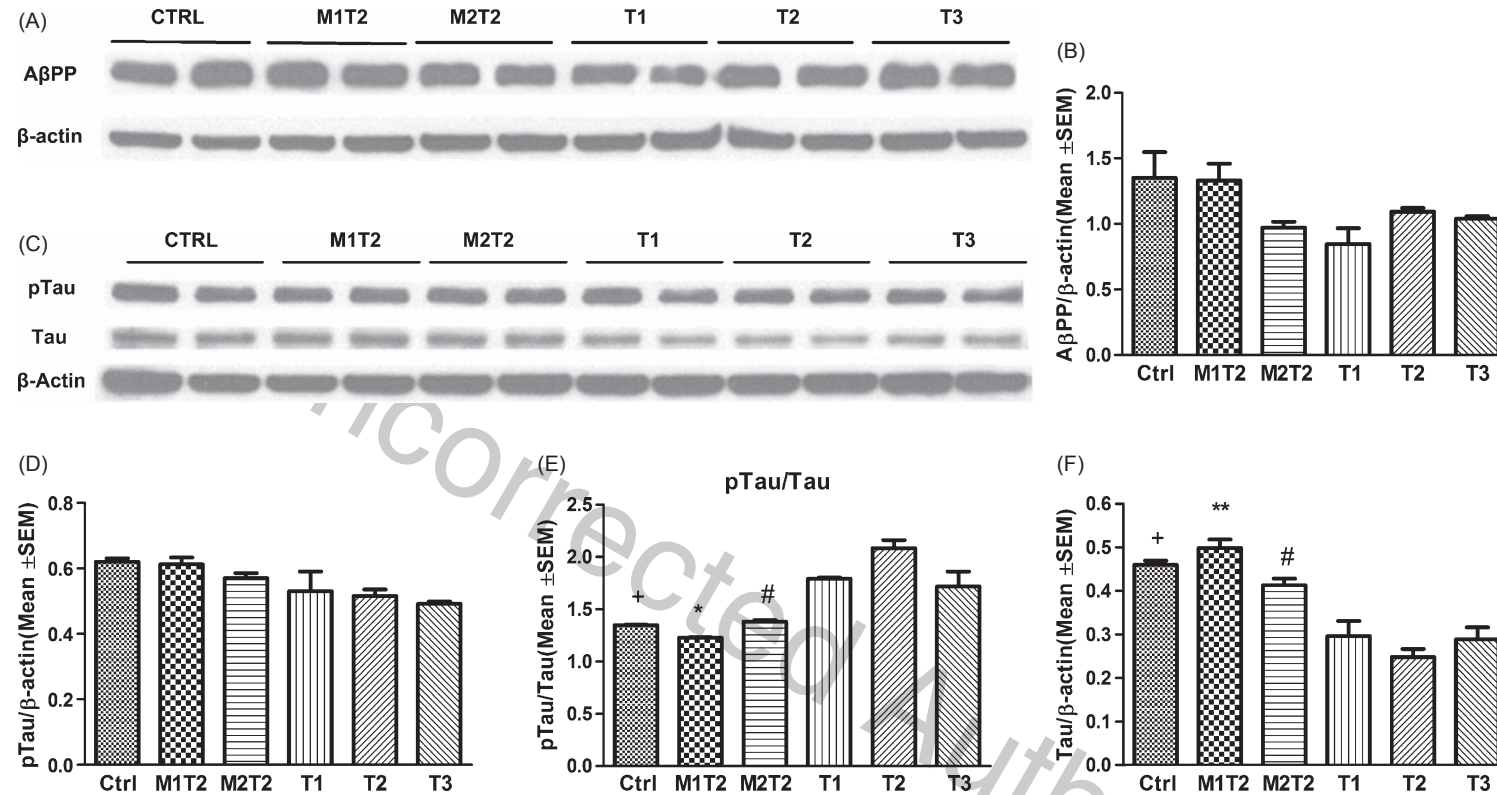 (A)
CTRL M1T2 M2T2 T1 T2 T3
AβPP
β-actin
(B)
AβPP/β-actin(Mean ±SEM)
2.0
1.5
1.0
0.5
0.0
Ctrl M1T2 M2T2 T1 T2 T3
(C)
CTRL M1T2 M2T2 T1 T2 T3
pTau
Tau
β-Actin
(D)
pTau/β-actin(Mean ±SEM)
0.8
0.6
0.4
0.2
0.0
Ctrl M1T2 M2T2 T1 T2 T3
(E)
pTau/Tau
pTau/Tau(Mean ±SEM)
2.5
2.0
1.5
1.0
0.5
0.0
+ * #
Ctrl M1T2 M2T2 T1 T2 T3
(F)
Tau/β-actin(Mean ±SEM)
0.6
0.5
0.4
0.3
0.2
0.1
0.0
+ ** #
Ctrl M1T2 M2T2 T1 T2 T3
ncorrected Auth